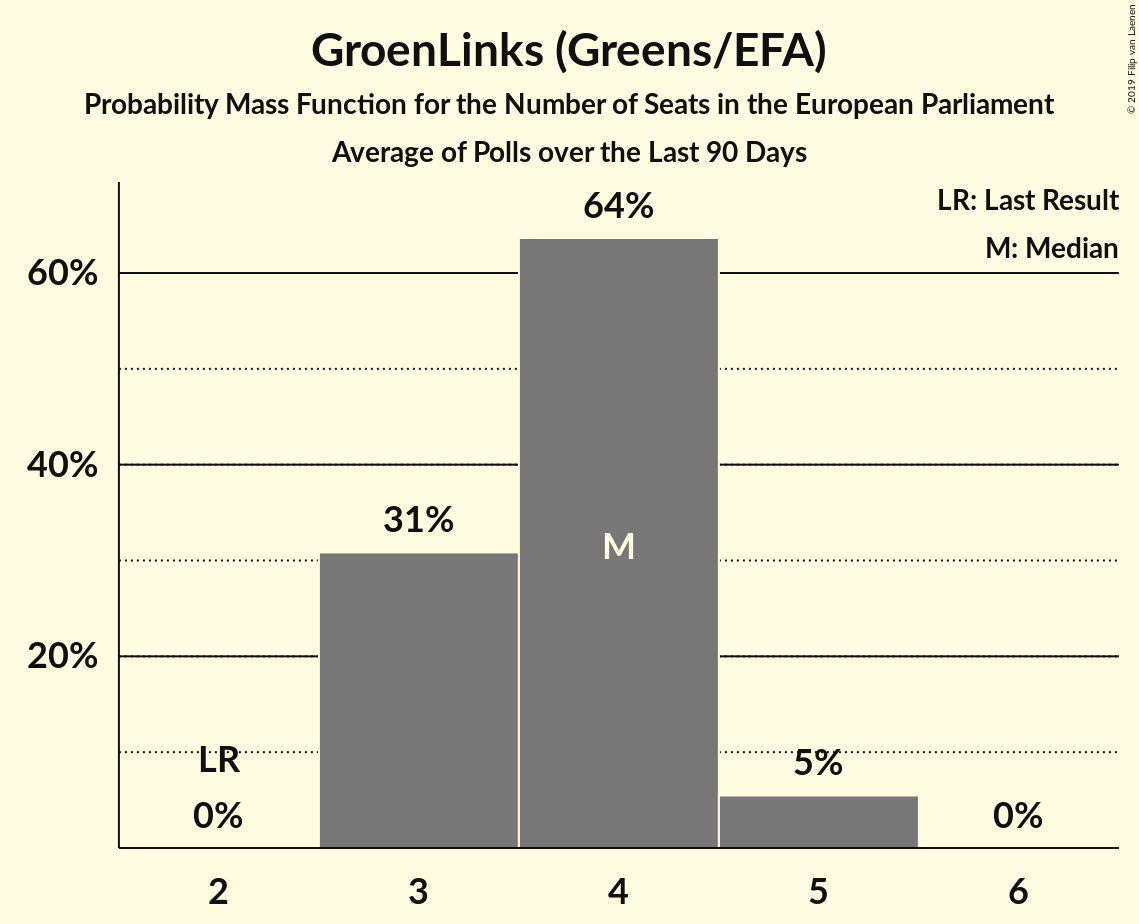 GroenLinks (Greens/EFA)
Probability Mass Function for the Number of Seats in the European Parliament
Average of Polls over the Last 90 Days
© 2019 Filip van Laenen
LR: Last Result
M: Median
64%
60%
40%
31%
M
20%
LR
5%
0%
0%
2 3 4 5 6